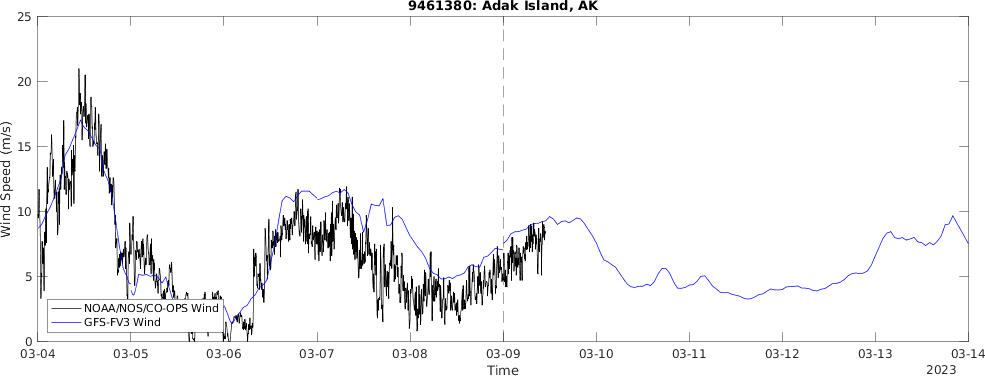 9461380: Adak Island, AK
25
20
15
10
5
0
Wind Speed (m/s)
NOAA/NOS/CO-OPS Wind
GFS-FV3 Wind
03-04 03-05 03-06 03-07 03-08 03-09 03-10 03-11 03-12 03-13 03-14
Time
2023